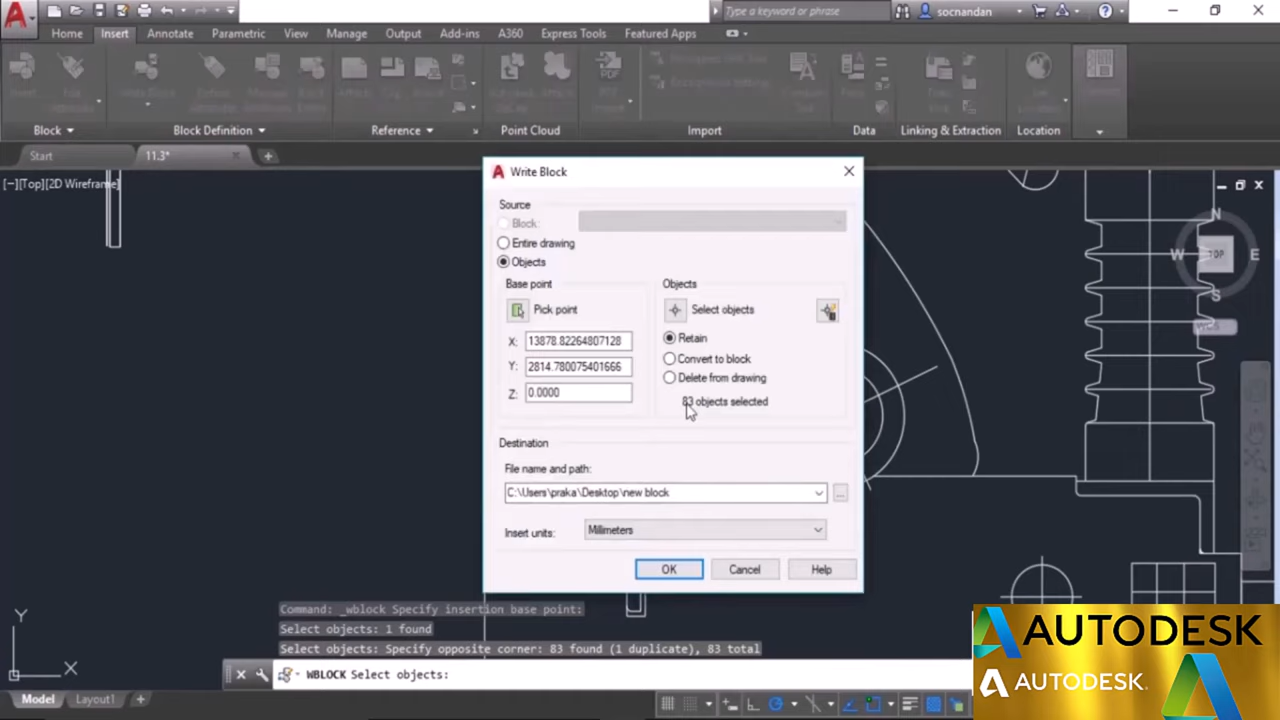 Type a keyword or phrase
socnandan
Home Insert Annotate Parametric View Manage Output Add-ins A360 Express Tools Featured Apps
Block Block Definition Reference Point Cloud Import Data Linking & Extraction Location
Start 11.3*
[−][Top][2D Wireframe]
N
W TOP E
S
Write Block
Source
Block:
Entire drawing
Objects
Base point Objects
Pick point Select objects
X: 13878.82264807128
Y: 2814.780075401666
Z: 0.0000
Retain
Convert to block
Delete from drawing
83 objects selected
Destination
File name and path:
C:\Users\praka\Desktop\new block
Insert units: Millimeters
OK Cancel Help
Command: _wblock Specify insertion base point:
Select objects: 1 found
Select objects: Specify opposite corner: 83 found (1 duplicate), 83 total
WBLOCK Select objects:
Y
X
Model Layout1
AUTODESK
AUTODESK.